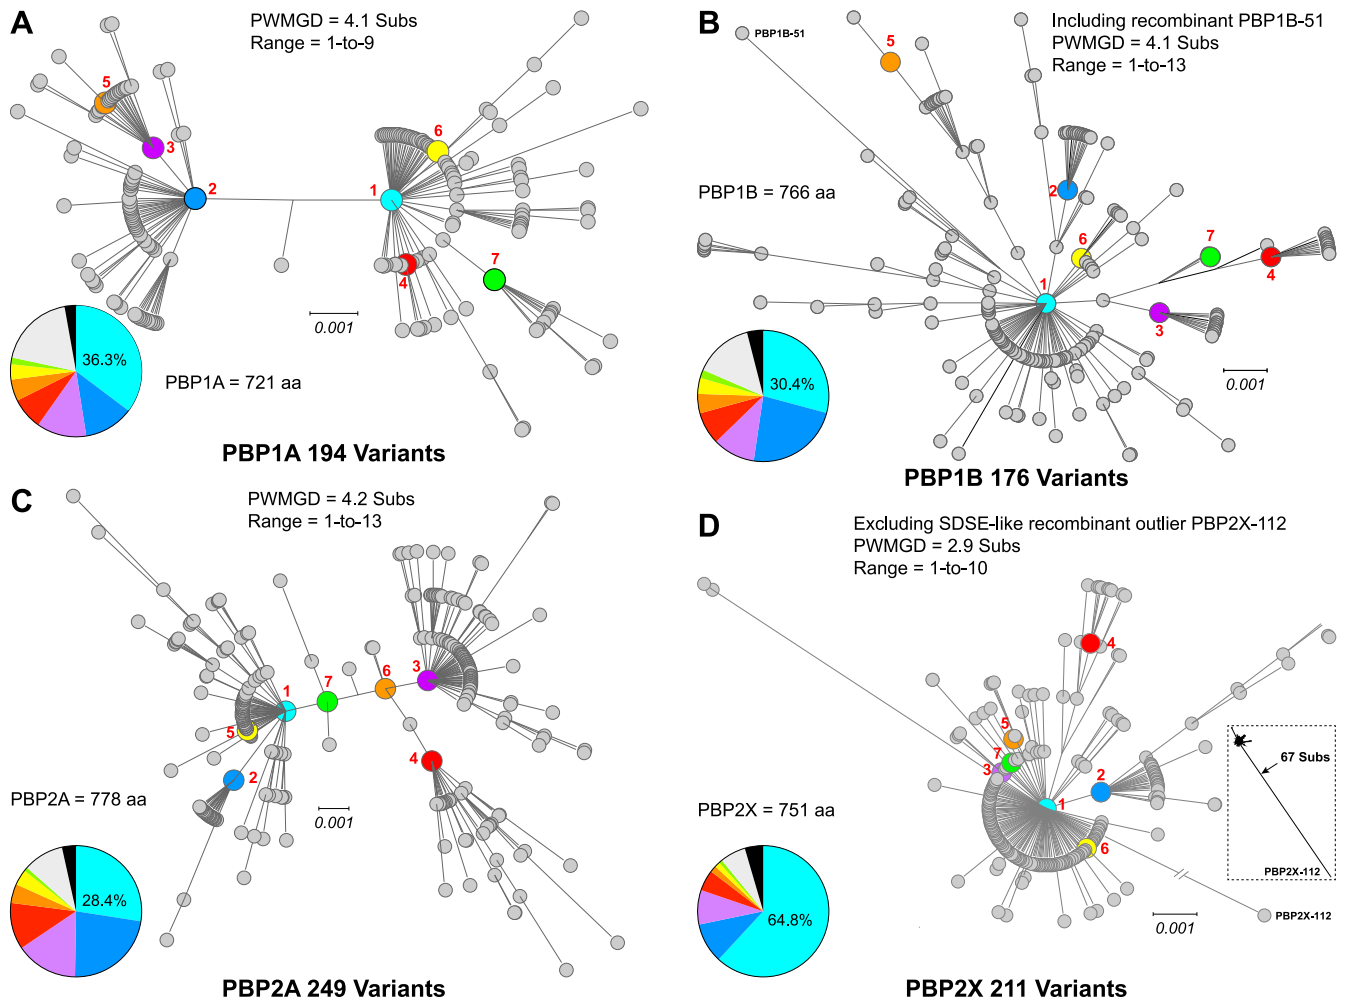 A
PWMGD = 4.1 Subs
Range = 1-to-9
5
3
2
1
6
4
7
0.001
36.3%
PBP1A = 721 aa
PBP1A 194 Variants
B
PBP1B-51
Including recombinant PBP1B-51
PWMGD = 4.1 Subs
Range = 1-to-13
5
PBP1B = 766 aa
2
6
7
4
1
3
0.001
30.4%
PBP1B 176 Variants
C
PWMGD = 4.2 Subs
Range = 1-to-13
1
7
6
3
5
2
4
PBP2A = 778 aa
0.001
28.4%
PBP2A 249 Variants
D
Excluding SDSE-like recombinant outlier PBP2X-112
PWMGD = 2.9 Subs
Range = 1-to-10
4
5
7
3
2
1
6
67 Subs
PBP2X-112
PBP2X = 751 aa
64.8%
PBP2X-112
0.001
PBP2X 211 Variants